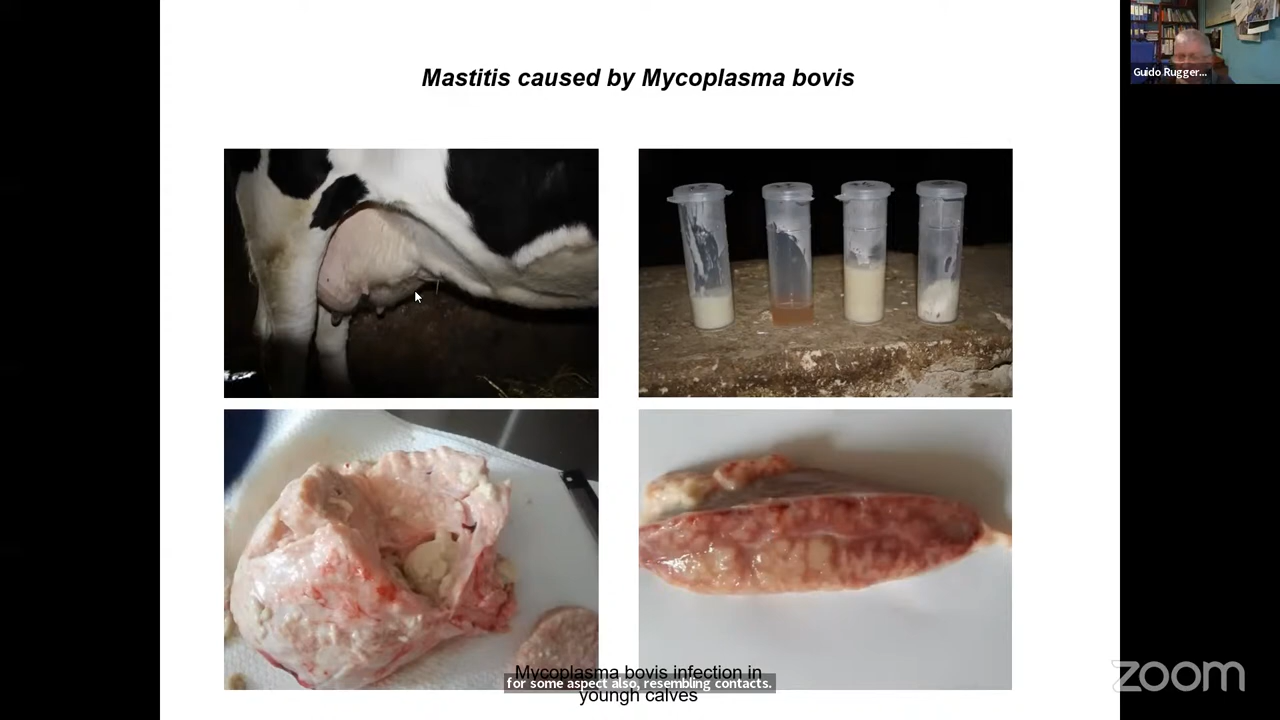 Mastitis caused by Mycoplasma bovis
Guido Rugger...
Mycoplasma bovis infection in
for some aspect also, resembling contacts.
youngh calves
zoom